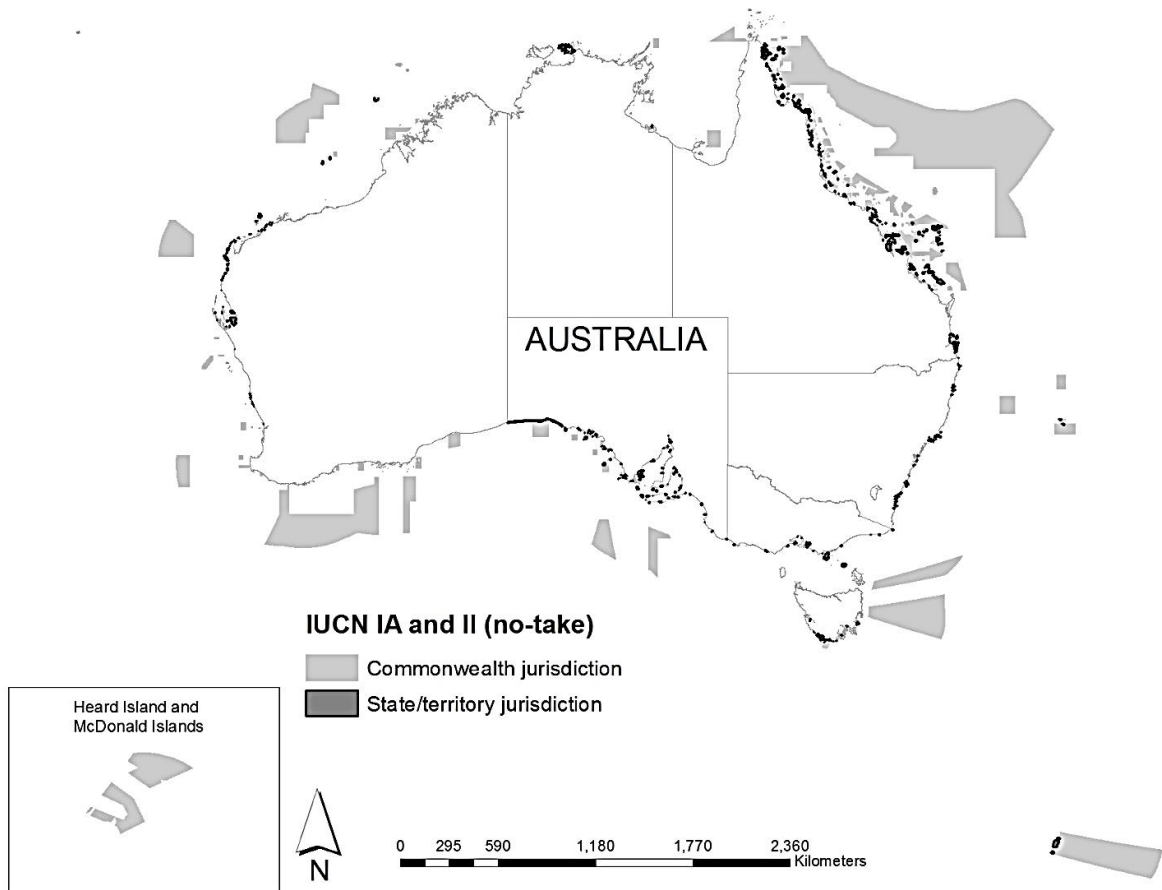 AUSTRALIA
IUCN IA and II (no-take)
Commonwealth jurisdiction
State/territory jurisdiction
Heard Island and
McDonald Islands
N
0 295 590 1,180 1,770 2,360
Kilometers